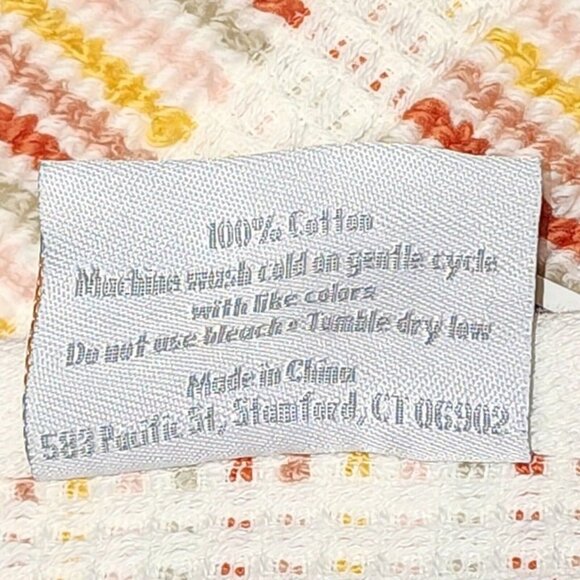 100% Cotton
Machine wash cold on gentle cycle
with like colors
Do not use bleach • Tumble dry low
Made in China
583 Pacific St, Stamford, CT 06902